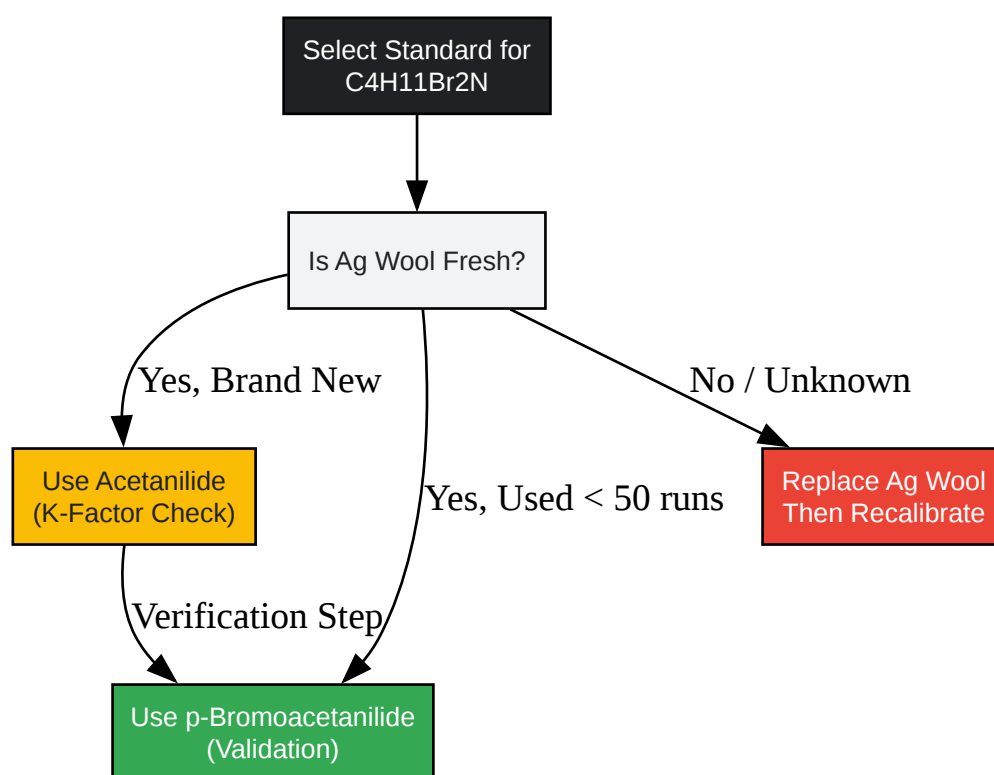 Select Standard for
C4H11Br2N
Is Ag Wool Fresh?
Yes, Brand New
No / Unknown
Use Acetanilide
(K-Factor Check)
Yes, Used < 50 runs
Replace Ag Wool
Then Recalibrate
Verification Step
Use p-Bromoacetanilide
(Validation)